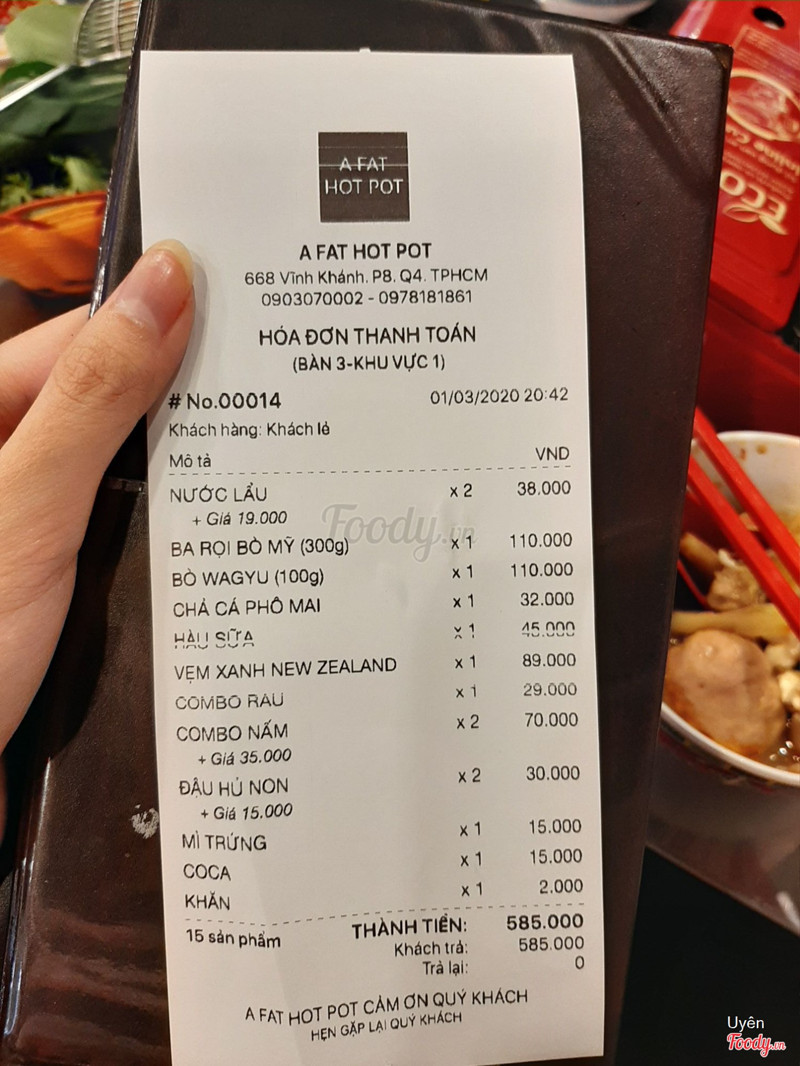 A FAT
HOT POT
A FAT HOT POT
668 Vĩnh Khánh. P8. Q4. TPHCM
0903070002 - 0978181861
HÓA ĐƠN THANH TOÁN
(BÀN 3-KHU VỰC 1)
# No.00014 01/03/2020 20:42
Khách hàng: Khách lẻ
Mô tả VND
NƯỚC LẨU x 2 38.000
+ Giá 19.000
BA RỌI BÒ MỸ (300g) x 1 110.000
BÒ WAGYU (100g) x 1 110.000
CHẢ CÁ PHÔ MAI x 1 32.000
HÀU SỮA x 1 45.000
VẸM XANH NEW ZEALAND x 1 89.000
COMBO RAU x 1 29.000
COMBO NẤM x 2 70.000
+ Giá 35.000
ĐẬU HỦ NON x 2 30.000
+ Giá 15.000
MÌ TRỨNG x 1 15.000
COCA x 1 15.000
KHĂN x 1 2.000
15 sản phẩm THÀNH TIỀN: 585.000
Khách trả: 585.000
Trả lại: 0
A FAT HOT POT CẢM ƠN QUÝ KHÁCH
HẸN GẶP LẠI QUÝ KHÁCH
Foody.vn
Eco
Uyên
Foody.vn